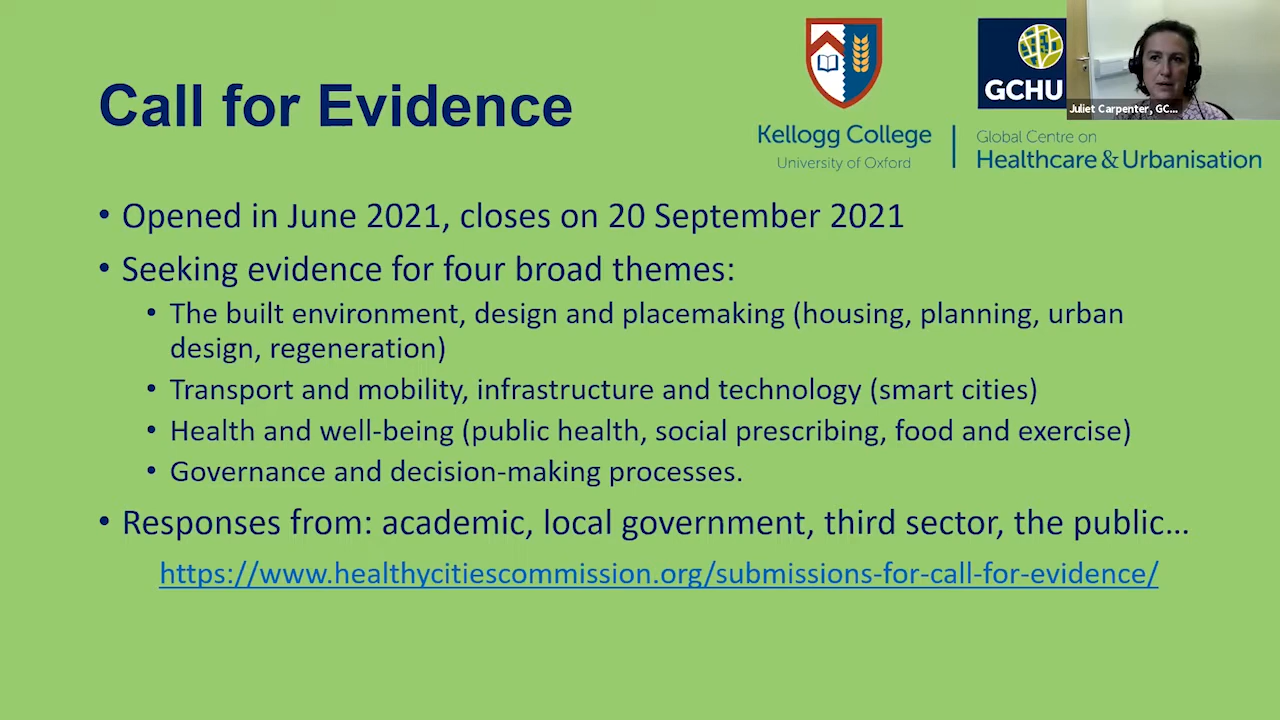 Call for Evidence
Kellogg College
University of Oxford
GCHU
Global Centre on
Healthcare & Urbanisation
Juliet Carpenter, GC...
• Opened in June 2021, closes on 20 September 2021
• Seeking evidence for four broad themes:
• The built environment, design and placemaking (housing, planning, urban
design, regeneration)
• Transport and mobility, infrastructure and technology (smart cities)
• Health and well-being (public health, social prescribing, food and exercise)
• Governance and decision-making processes.
• Responses from: academic, local government, third sector, the public…
https://www.healthycitiescommission.org/submissions-for-call-for-evidence/